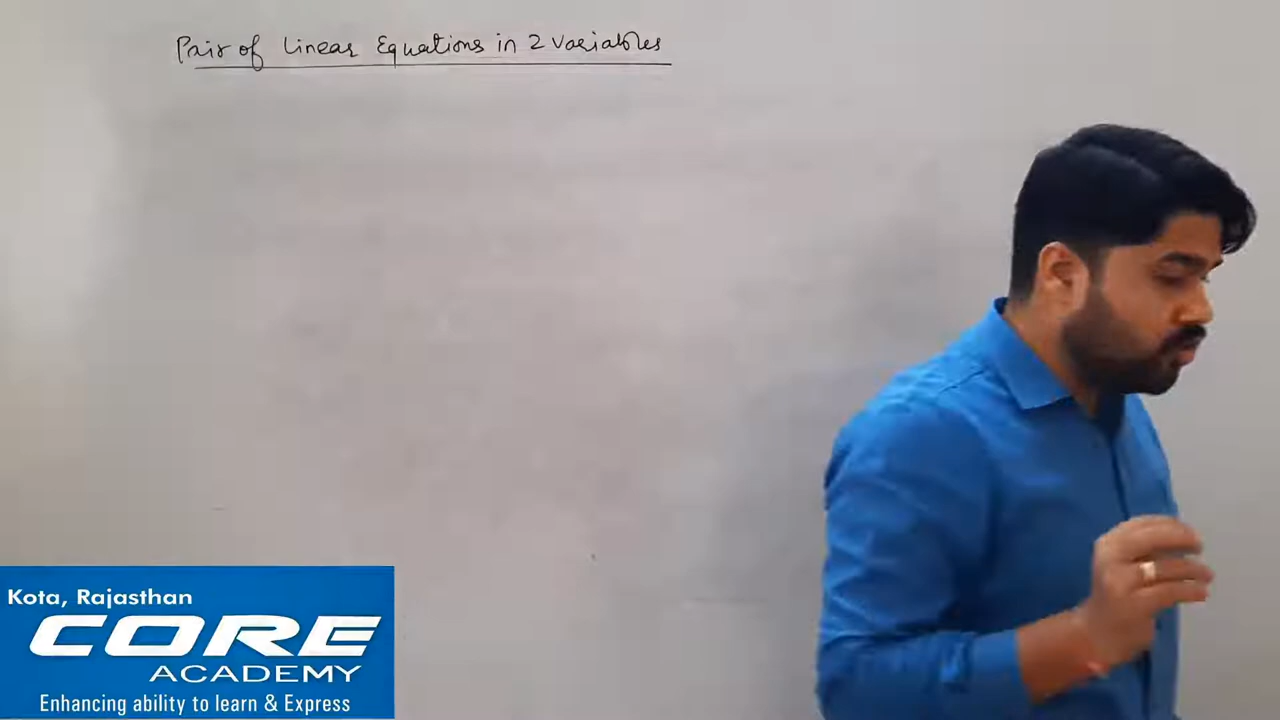 Pair of Linear Equations in 2 Variables
Kota, Rajasthan
CORE
ACADEMY
Enhancing ability to learn & Express